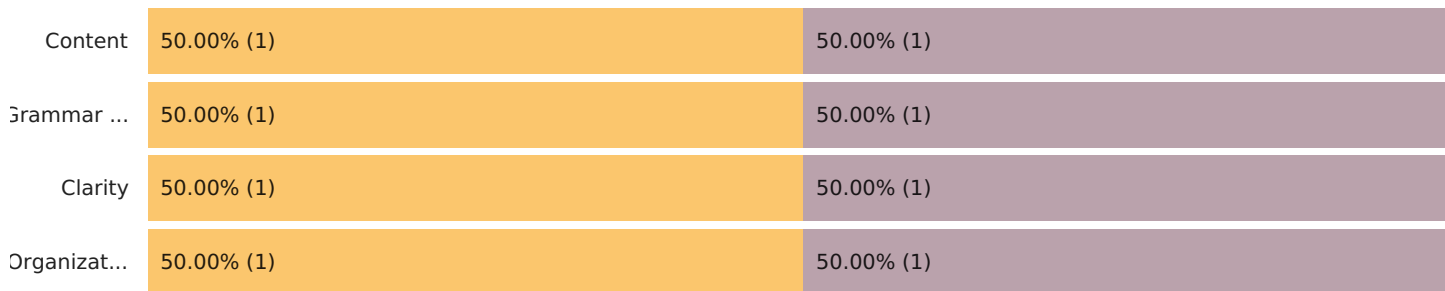 Content 50.00% (1) 50.00% (1)
Grammar ... 50.00% (1) 50.00% (1)
Clarity 50.00% (1) 50.00% (1)
Organizat... 50.00% (1) 50.00% (1)